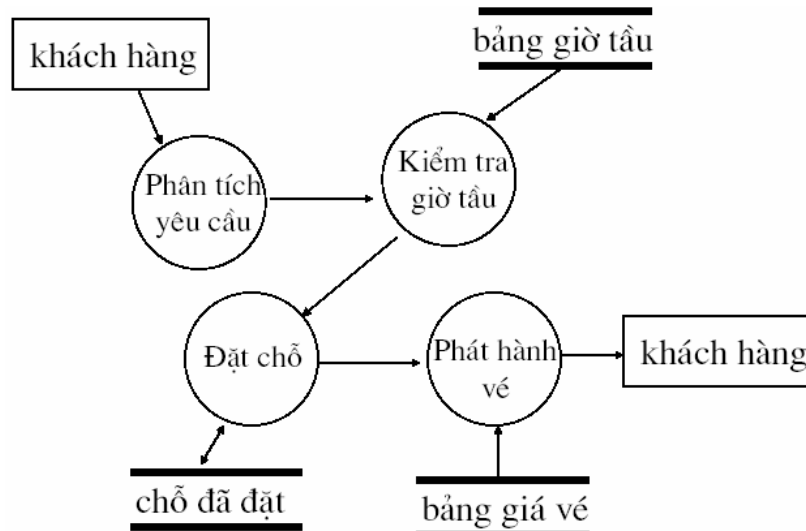 khách hàng
bảng giờ tầu
Phân tích
yêu cầu
Kiểm tra
giờ tầu
Đặt chỗ
Phát hành
vé
khách hàng
chỗ đã đặt
bảng giá vé